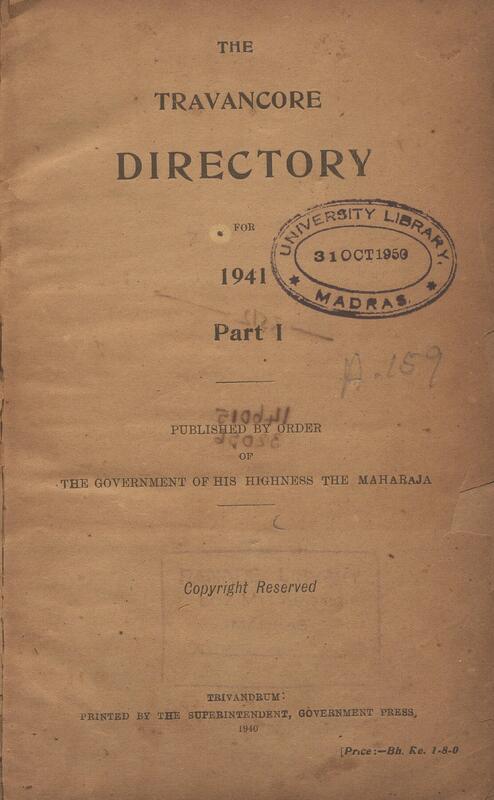 THE
TRAVANCORE
DIRECTORY
FOR
1941
Part I
UNIVERSITY LIBRARY,
31 OCT 1950
MADRAS.
A.159
PUBLISHED BY ORDER
OF
THE GOVERNMENT OF HIS HIGHNESS THE MAHARAJA
Copyright Reserved
TRIVANDRUM:
PRINTED BY THE SUPERINTENDENT, GOVERNMENT PRESS,
1940
[Price:—Bh. Re. 1-8-0